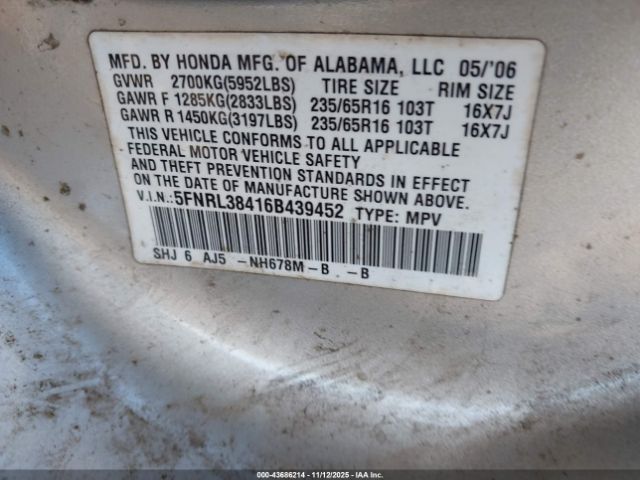 MFD. BY HONDA MFG. OF ALABAMA, LLC 05/'06
GVWR 2700KG(5952LBS) TIRE SIZE RIM SIZE
GAWR F 1285KG(2833LBS) 235/65R16 103T 16X7J
GAWR R 1450KG(3197LBS) 235/65R16 103T 16X7J
THIS VEHICLE CONFORMS TO ALL APPLICABLE
FEDERAL MOTOR VEHICLE SAFETY
AND THEFT PREVENTION STANDARDS IN EFFECT
ON THE DATE OF MANUFACTURE SHOWN ABOVE.
V.I.N.: 5FNRL38416B439452 TYPE: MPV
SHJ 6 AJ5 -NH678M-B -B
000-43686214 - 11/12/2025 - IAAI.COM